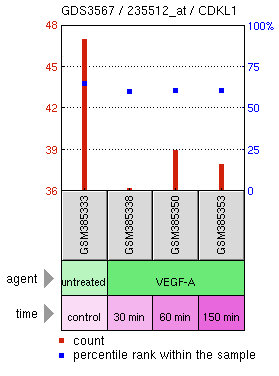 GDS3567 / 235512_at / CDKL1
48 100%
45 75
42 50
39 25
36 0
GSM385333 GSM385338 GSM385350 GSM385353
agent untreated VEGF-A
time control 30 min 60 min 150 min
count
percentile rank within the sample